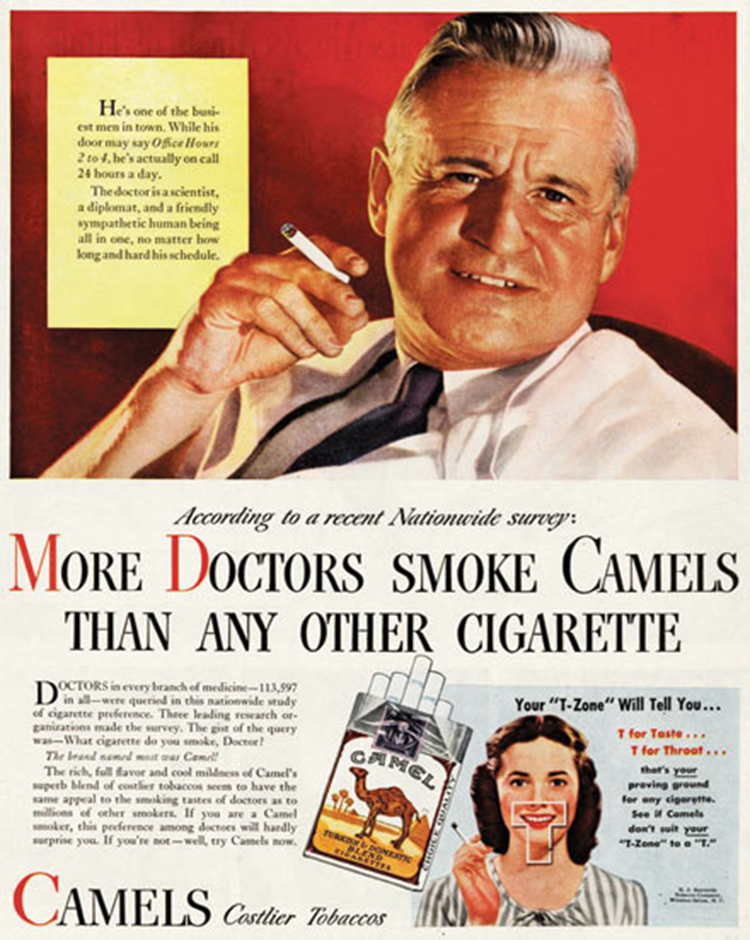 He's one of the busi-
est men in town. While his
door may say Office Hours
2 to 4, he's actually on call
24 hours a day.
The doctor is a scientist,
a diplomat, and a friendly
sympathetic human being
all in one, no matter how
long and hard his schedule.
According to a recent Nationwide survey:
MORE DOCTORS SMOKE CAMELS
THAN ANY OTHER CIGARETTE
DOCTORS in every branch of medicine—113,597
in all—were queried in this nationwide study
of cigarette preference. Three leading research or-
ganizations made the survey. The gist of the query
was—What cigarette do you smoke, Doctor?
The brand named most was Camel!
The rich, full flavor and cool mildness of Camel's
superb blend of costlier tobaccos seem to have the
same appeal to the smoking tastes of doctors as to
millions of other smokers. If you are a Camel
smoker, this preference among doctors will hardly
surprise you. If you're not—well, try Camels now.
CAMELS Costlier Tobaccos
CAMEL
TURKISH & DOMESTIC
BLEND
CIGARETTES
CHOICE QUALITY
Your "T-Zone" Will Tell You...
T for Taste...
T for Throat...
that's your
proving ground
for any cigarette.
See if Camels
don't suit your
"T-Zone" to a "T."
T
R. J. Reynolds
Tobacco Company
Winston-Salem, N. C.